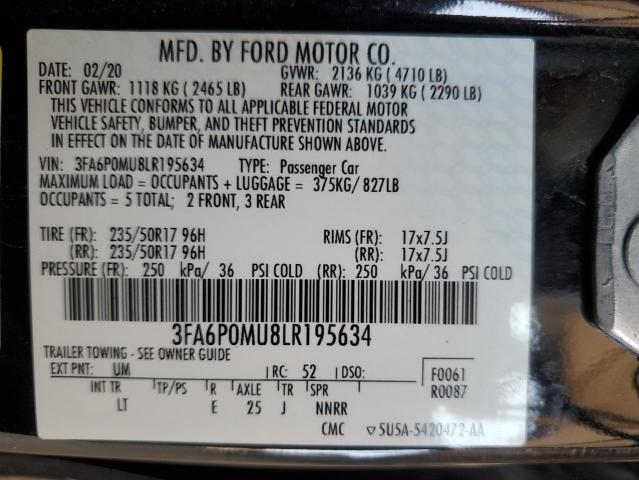 MFD. BY FORD MOTOR CO.
DATE: 02/20 GVWR: 2136 KG ( 4710 LB)
FRONT GAWR: 1118 KG ( 2465 LB) REAR GAWR: 1039 KG ( 2290 LB)
THIS VEHICLE CONFORMS TO ALL APPLICABLE FEDERAL MOTOR
VEHICLE SAFETY, BUMPER, AND THEFT PREVENTION STANDARDS
IN EFFECT ON THE DATE OF MANUFACTURE SHOWN ABOVE.
VIN: 3FA6P0MU8LR195634 TYPE: Passenger Car
MAXIMUM LOAD = OCCUPANTS + LUGGAGE = 375KG/ 827LB
OCCUPANTS = 5 TOTAL; 2 FRONT, 3 REAR
TIRE (FR): 235/50R17 96H RIMS (FR): 17x7.5J
(RR): 235/50R17 96H (RR): 17x7.5J
PRESSURE (FR): 250 kPa/ 36 PSI COLD (RR): 250 kPa/ 36 PSI COLD
3FA6P0MU8LR195634
TRAILER TOWING - SEE OWNER GUIDE
EXT PNT: UM RC: 52 DSO: F0061
INT TR TP/PS R AXLE TR SPR R0087
LT E 25 J NNRR
CMC ▽5U5A-5420472-AA